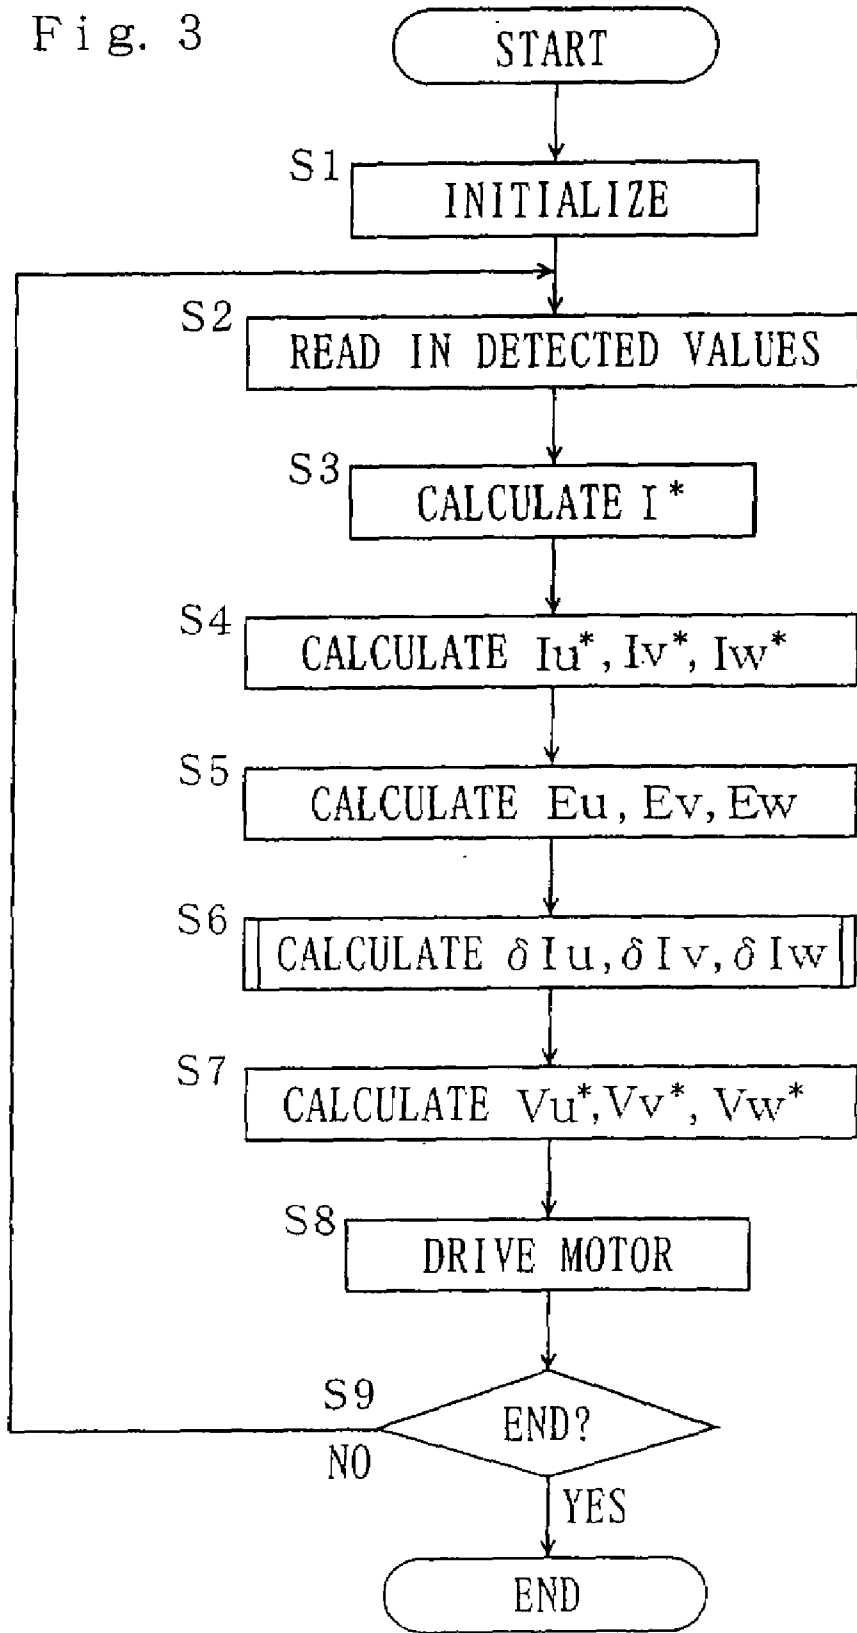 Fig. 3
START
S1
INITIALIZE
S2
READ IN DETECTED VALUES
S3
CALCULATE I*
S4
CALCULATE Iu*, Iv*, Iw*
S5
CALCULATE Eu, Ev, Ew
S6
CALCULATE δIu, δIv, δIw
S7
CALCULATE Vu*, Vv*, Vw*
S8
DRIVE MOTOR
S9
END?
NO
YES
END